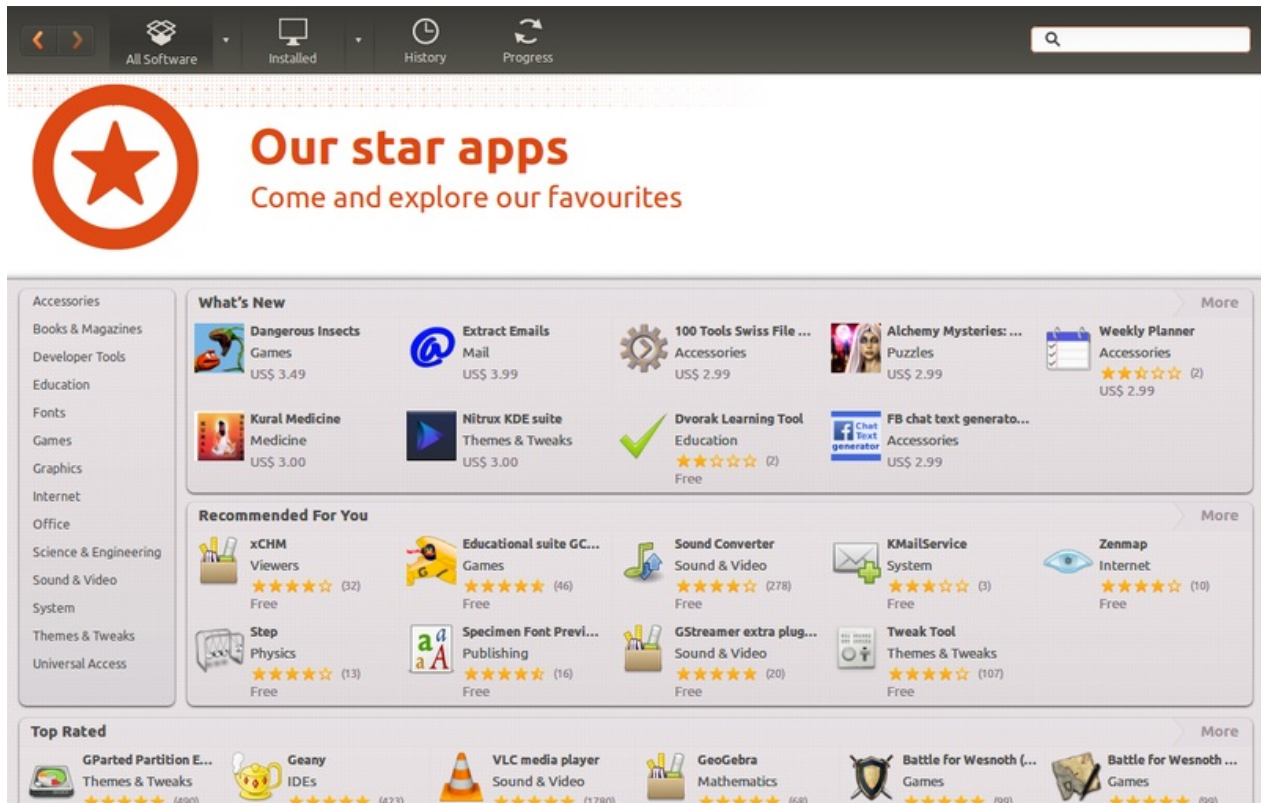 All Software
Installed
History
Progress
Our star apps
Come and explore our favourites
Accessories
Books & Magazines
Developer Tools
Education
Fonts
Games
Graphics
Internet
Office
Science & Engineering
Sound & Video
System
Themes & Tweaks
Universal Access
What's New
More
Dangerous Insects
Games
US$ 3.49
Extract Emails
Mail
US$ 3.99
100 Tools Swiss File ...
Accessories
US$ 2.99
Alchemy Mysteries: ...
Puzzles
US$ 2.99
Weekly Planner
Accessories
(2)
US$ 2.99
Kural Medicine
Medicine
US$ 3.00
Nitrux KDE suite
Themes & Tweaks
US$ 3.00
Dvorak Learning Tool
Education
(2)
Free
Chat
Text
generator
FB chat text generato...
Accessories
US$ 2.99
Recommended For You
More
xCHM
Viewers
(32)
Free
Educational suite GC...
Games
(46)
Free
Sound Converter
Sound & Video
(278)
Free
KMailService
System
(3)
Free
Zenmap
Internet
(10)
Free
Step
Physics
(13)
Free
a a
a A
Specimen Font Previ...
Publishing
(16)
Free
GStreamer extra plug...
Sound & Video
(20)
Free
Tweak Tool
Themes & Tweaks
(107)
Free
Top Rated
More
GParted Partition E...
Themes & Tweaks
(490)
Geany
IDEs
(423)
VLC media player
Sound & Video
(1780)
GeoGebra
Mathematics
(68)
Battle for Wesnoth (...
Games
(99)
Battle for Wesnoth ...
Games
(99)